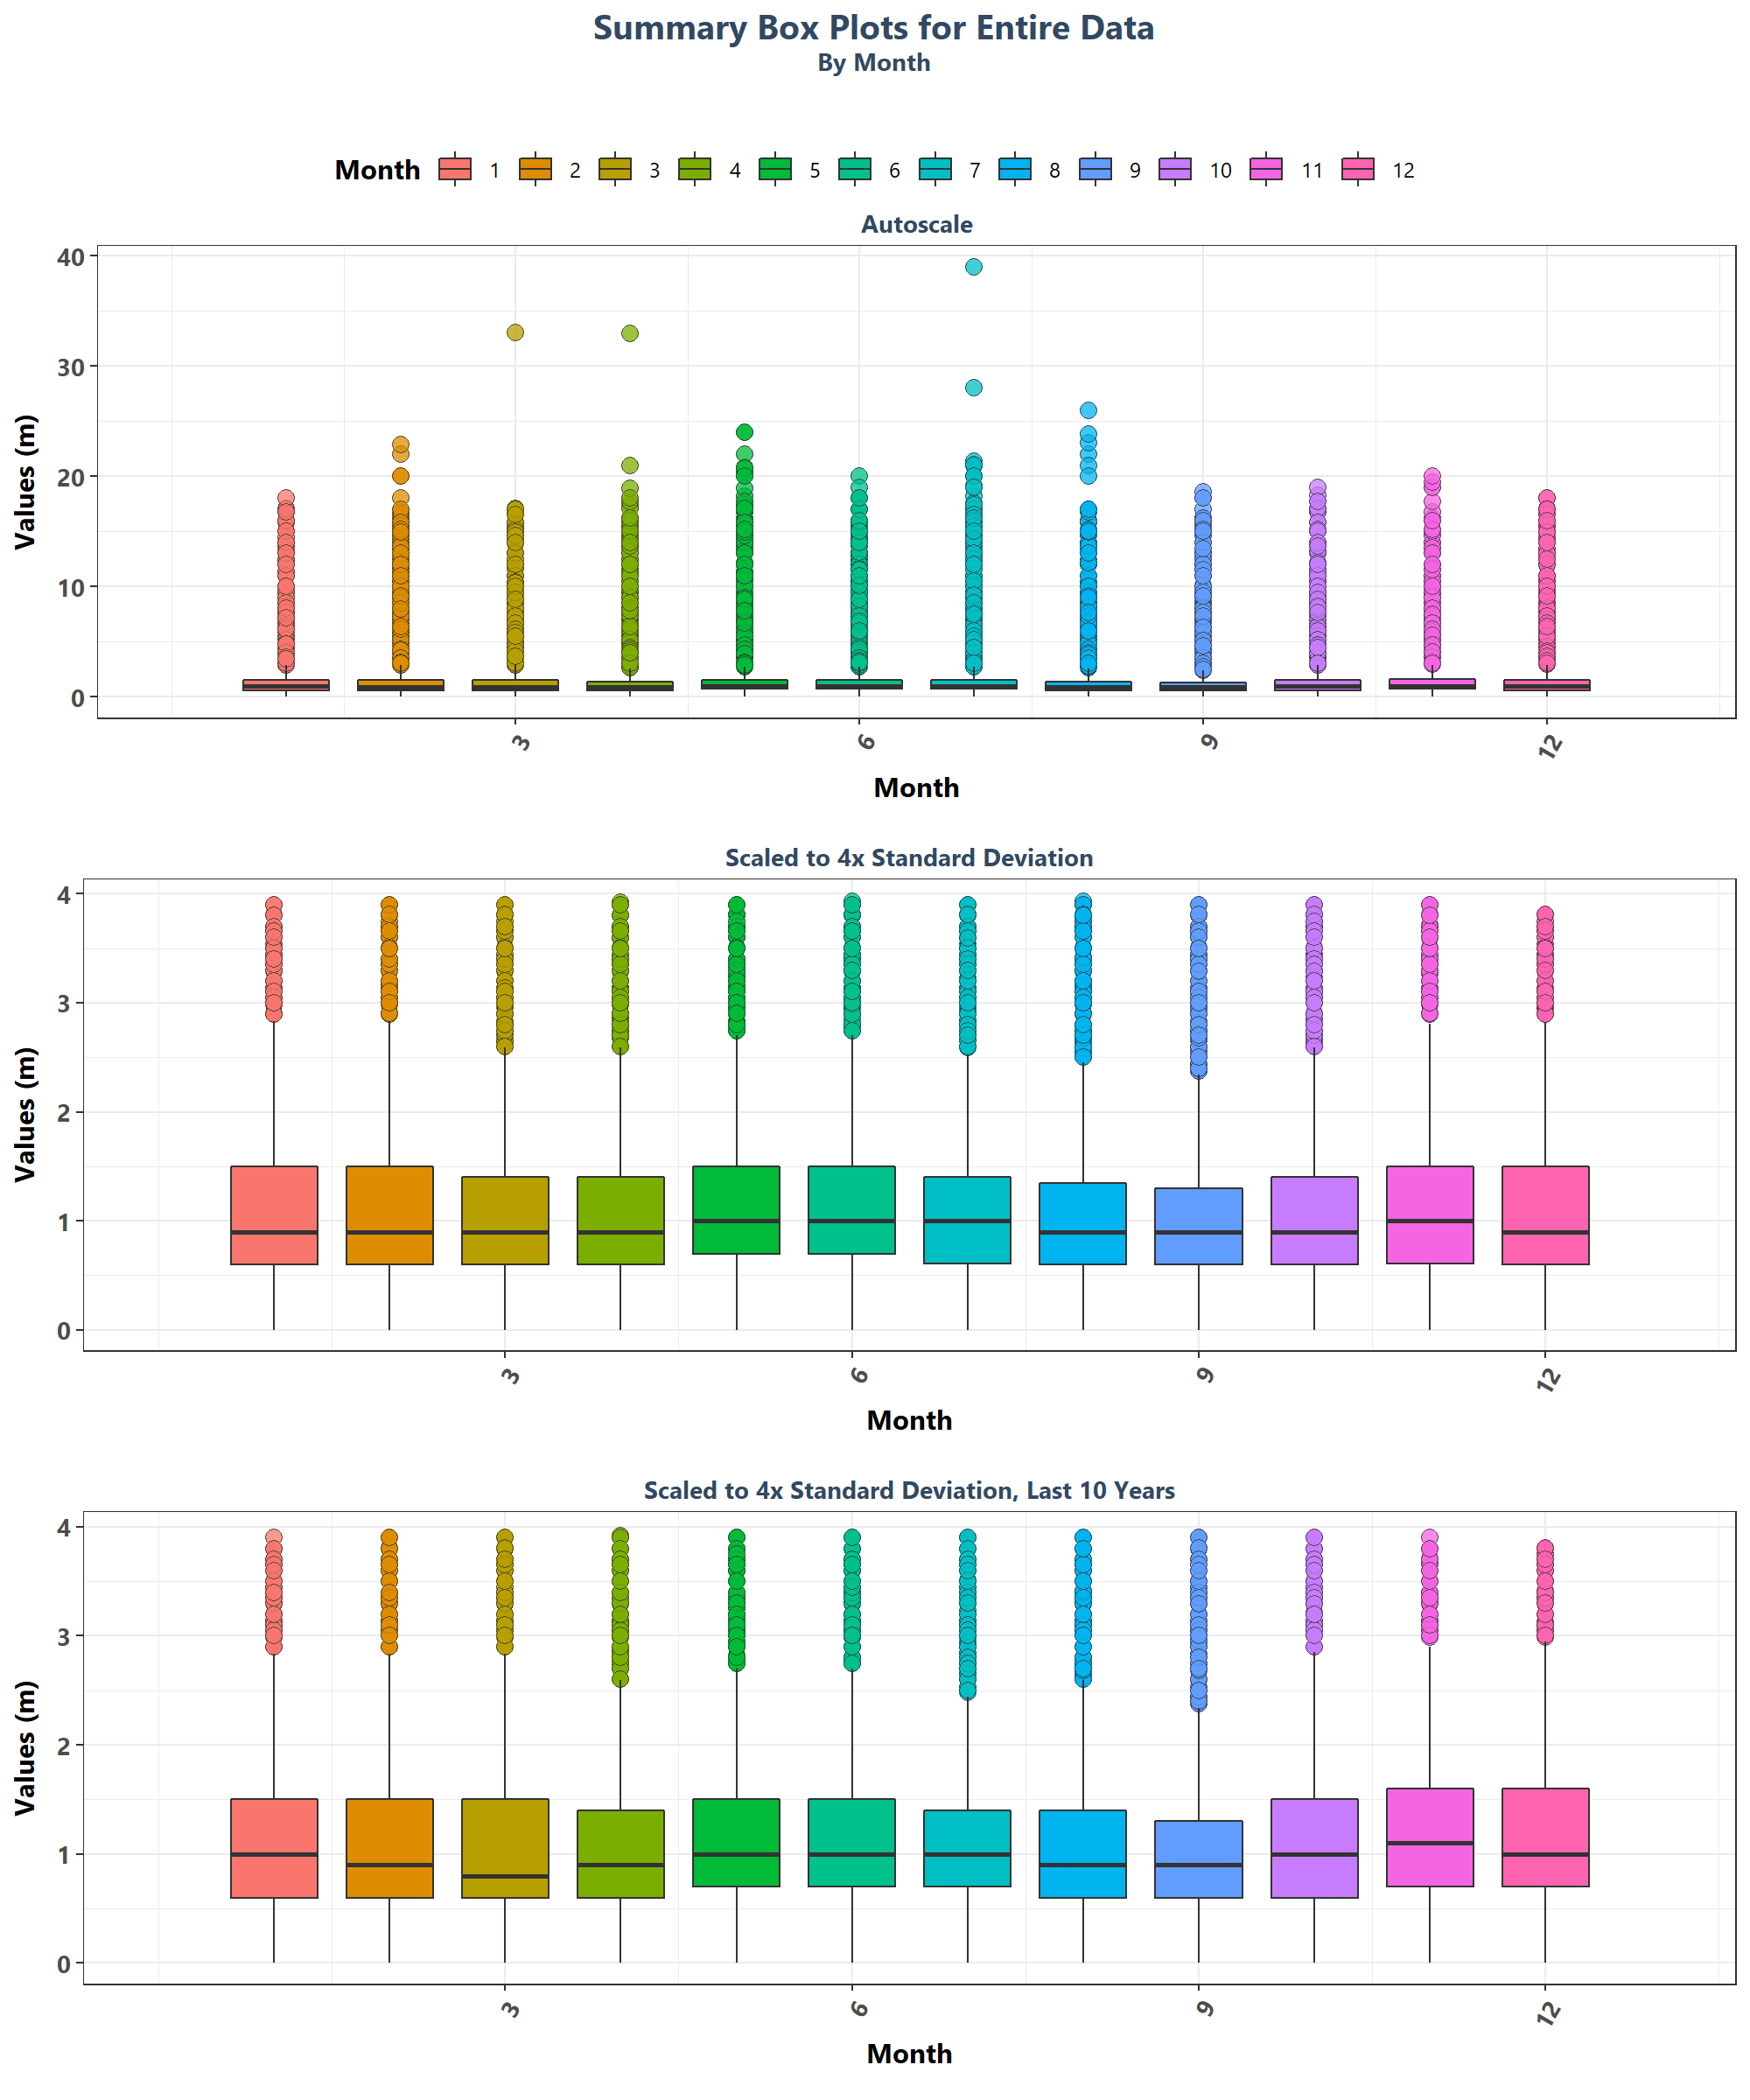 Summary Box Plots for Entire Data
By Month
Month 1 2 3 4 5 6 7 8 9 10 11 12
Autoscale
Values (m)
40
30
20
10
0
3 6 9 12
Month
Scaled to 4x Standard Deviation
Values (m)
4
3
2
1
0
3 6 9 12
Month
Scaled to 4x Standard Deviation, Last 10 Years
Values (m)
4
3
2
1
0
3 6 9 12
Month